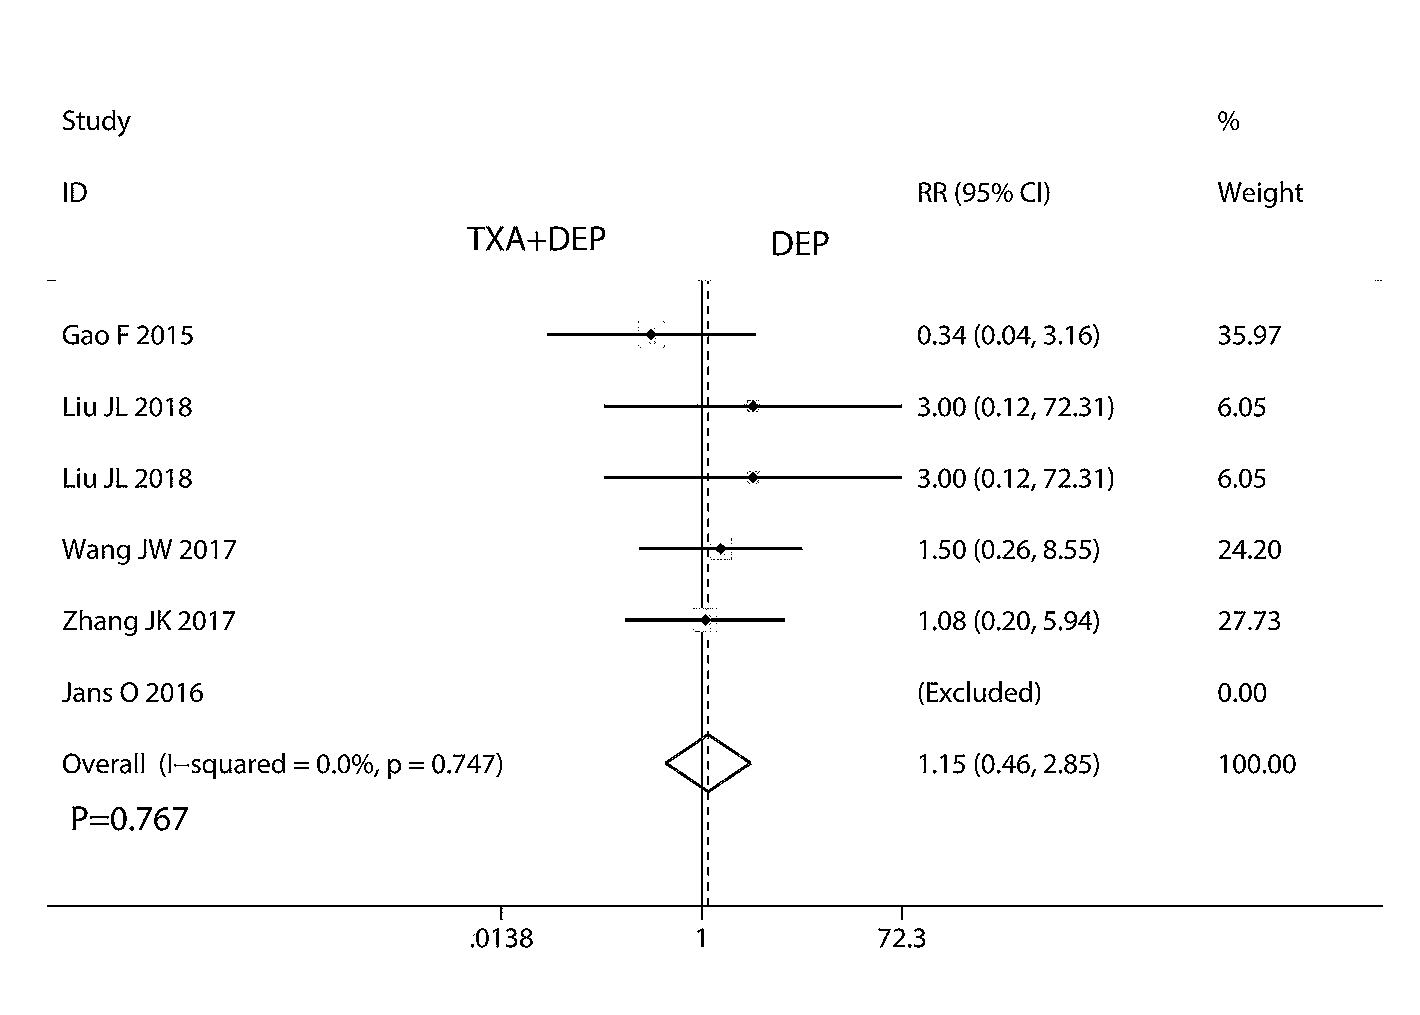 Study %
ID RR (95% CI) Weight
TXA+DEP DEP
Gao F 2015 0.34 (0.04, 3.16) 35.97
Liu JL 2018 3.00 (0.12, 72.31) 6.05
Liu JL 2018 3.00 (0.12, 72.31) 6.05
Wang JW 2017 1.50 (0.26, 8.55) 24.20
Zhang JK 2017 1.08 (0.20, 5.94) 27.73
Jans O 2016 (Excluded) 0.00
Overall (I-squared = 0.0%, p = 0.747) 1.15 (0.46, 2.85) 100.00
P=0.767
.0138 1 72.3